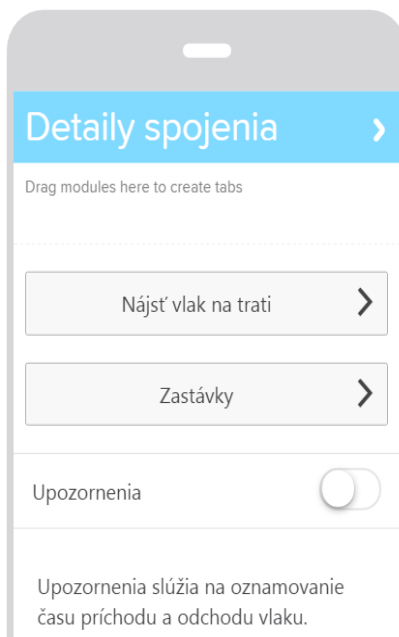 Detaily spojenia
Drag modules here to create tabs
Nájsť vlak na trati
Zastávky
Upozornenia
Upozornenia slúžia na oznamovanie
času príchodu a odchodu vlaku.